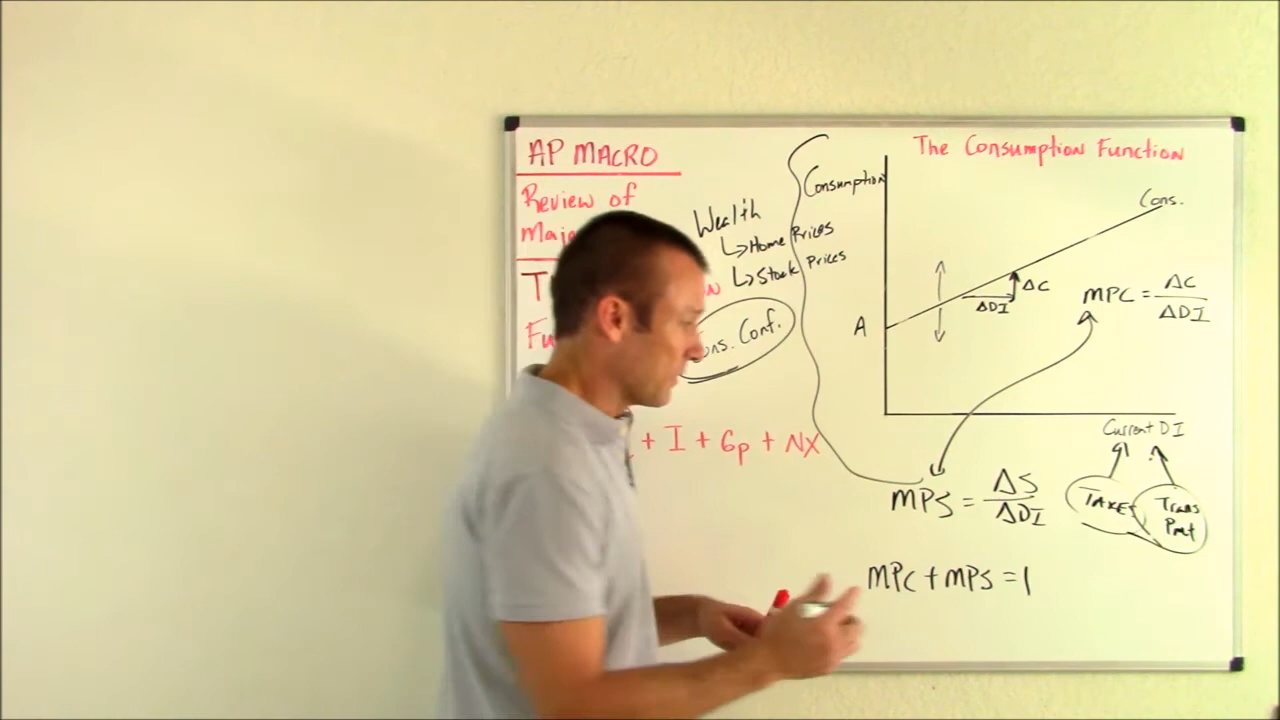 AP MACRO
Review of
Wealth
↳ Home Prices
↳ Stock Prices
Cons. Conf.
+ I + Gp + NX
The Consumption Function
Consumption
Cons.
ΔC
ΔDI
A
MPC = ΔC/ΔDI
Current DI
Taxes
Trans
Pmt
MPS = ΔS/ΔDI
MPC + MPS = 1